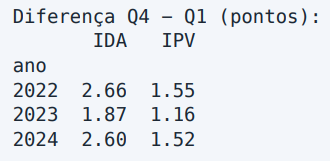 Diferença Q4 − Q1 (pontos):
IDA IPV
ano
2022 2.66 1.55
2023 1.87 1.16
2024 2.60 1.52